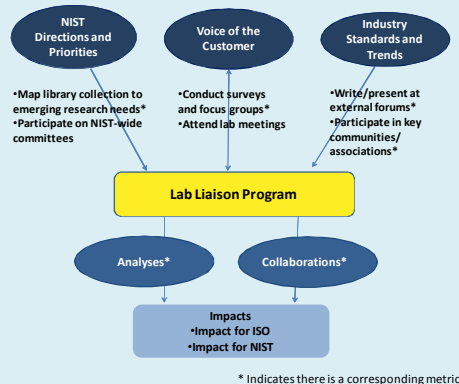 NIST
Directions and
Priorities
Voice of the
Customer
Industry
Standards and
Trends
•Map library collection to
emerging research needs*
•Participate on NIST-wide
committees
•Conduct surveys
and focus groups*
•Attend lab meetings
•Write/present at
external forums*
•Participate in key
communities/
associations*
Lab Liaison Program
Analyses*
Collaborations*
Impacts
•Impact for ISO
•Impact for NIST
* Indicates there is a corresponding metric